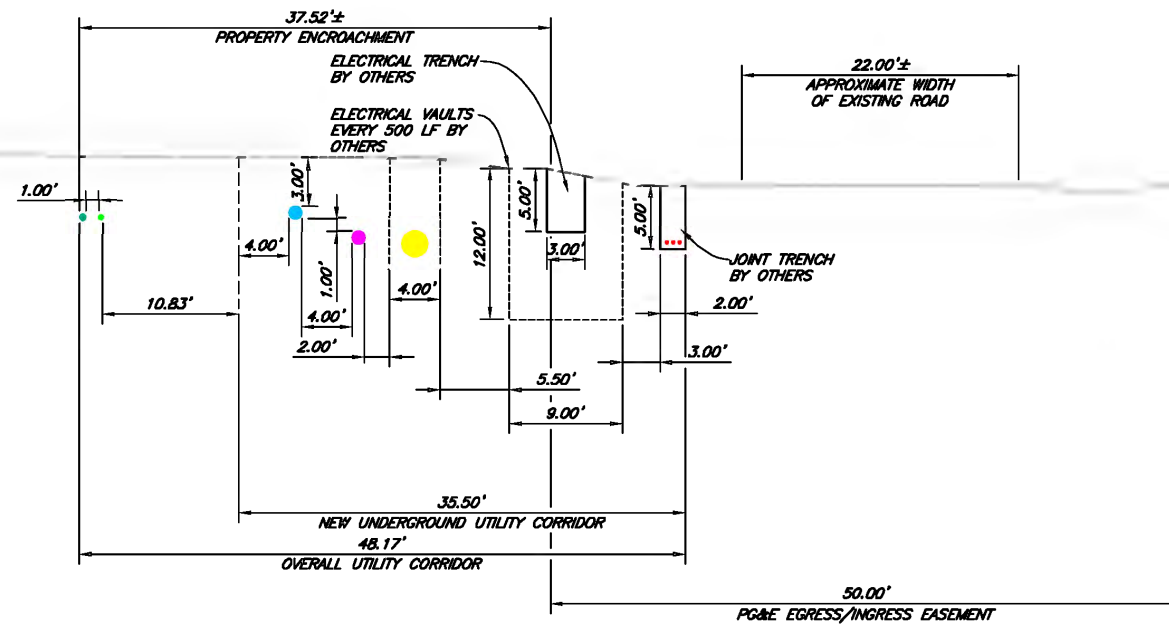 37.52'±
PROPERTY ENCROACHMENT
ELECTRICAL TRENCH
BY OTHERS
22.00'±
APPROXIMATE WIDTH
OF EXISTING ROAD
ELECTRICAL VAULTS
EVERY 500 LF BY
OTHERS
1.00'
3.00'
5.00'
5.00'
12.00'
4.00'
3.00'
JOINT TRENCH
BY OTHERS
1.00'
4.00'
10.83'
4.00'
2.00'
2.00'
3.00'
5.50'
9.00'
35.50'
NEW UNDERGROUND UTILITY CORRIDOR
48.17'
OVERALL UTILITY CORRIDOR
50.00'
PG&E EGRESS/INGRESS EASEMENT